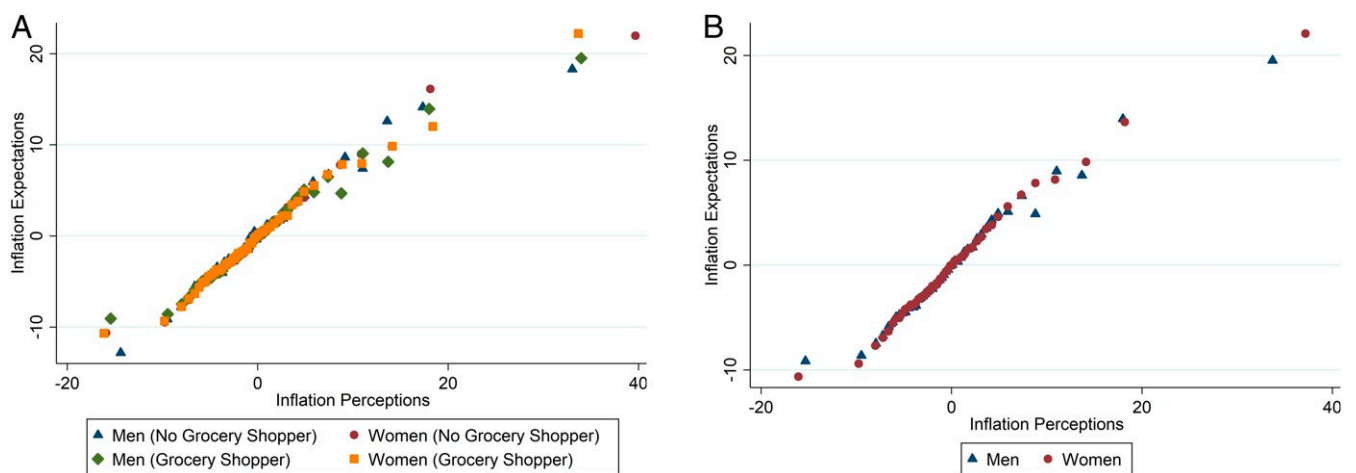 A
Inflation Expectations
20
10
0
-10
-20
0
20
40
Inflation Perceptions
Men (No Grocery Shopper)
Women (No Grocery Shopper)
Men (Grocery Shopper)
Women (Grocery Shopper)
B
Inflation Expectations
20
10
0
-10
-20
0
20
40
Inflation Perceptions
Men
Women